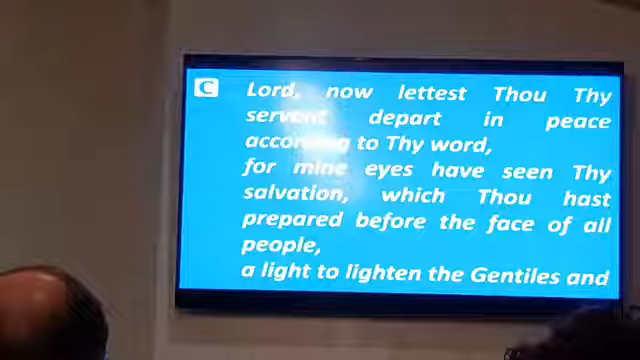 C Lord, now lettest Thou Thy
servant depart in peace
according to Thy word,
for mine eyes have seen Thy
salvation, which Thou hast
prepared before the face of all
people,
a light to lighten the Gentiles and